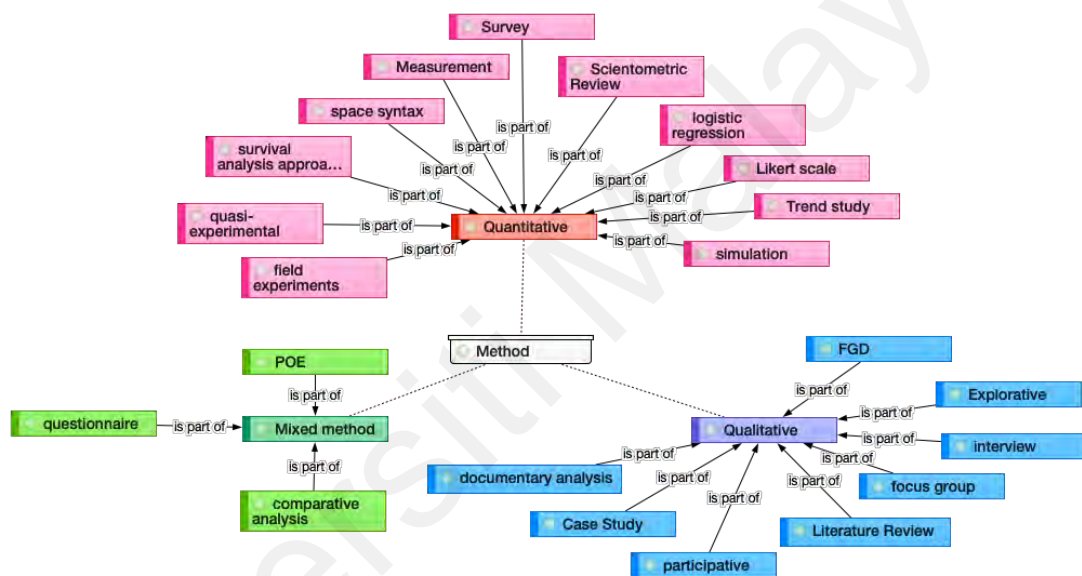 Survey
Measurement
Scientometric
Review
space syntax
logistic
regression
is part of
is part of
is part of
is part of
survival
analysis approa...
is part of
is part of
Likert scale
is part of
is part of
Trend study
quasi-
experimental
is part of
Quantitative
is part of
is part of
is part of
simulation
field
experiments
Method
POE
FGD
is part of
is part of
Explorative
questionnaire
is part of
Mixed method
Qualitative
is part of
is part of
interview
is part of
is part of
documentary analysis
is part of
is part of
is part of
is part of
focus group
comparative
analysis
Case Study
Literature Review
participative
ersiti Malay